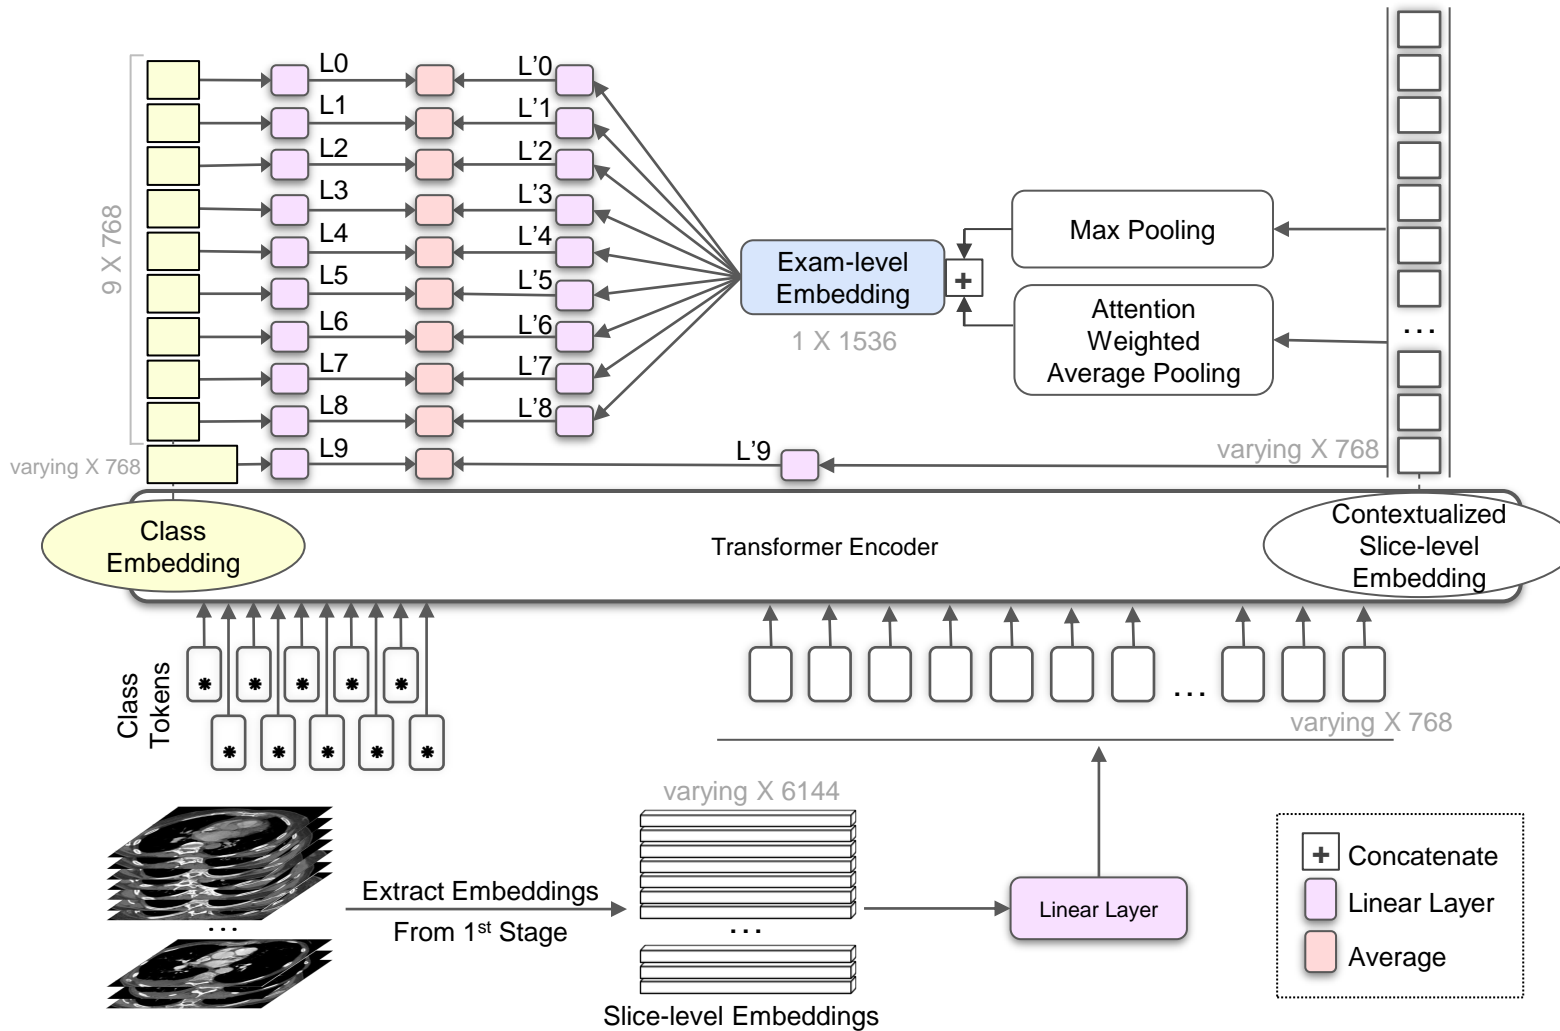 L0
L'0
L1
L'1
L2
L'2
L3
L'3
L4
L'4
L5
L'5
L6
L'6
L7
L'7
L8
L'8
L9
L'9
9 X 768
varying X 768
Exam-level
Embedding
1 X 1536
+
Max Pooling
Attention
Weighted
Average Pooling
...
varying X 768
Class
Embedding
Transformer Encoder
Contextualized
Slice-level
Embedding
Class
Tokens
* * * * *
* * * * *
...
varying X 768
varying X 6144
Extract Embeddings
From 1st Stage
...
...
Slice-level Embeddings
Linear Layer
+ Concatenate
Linear Layer
Average